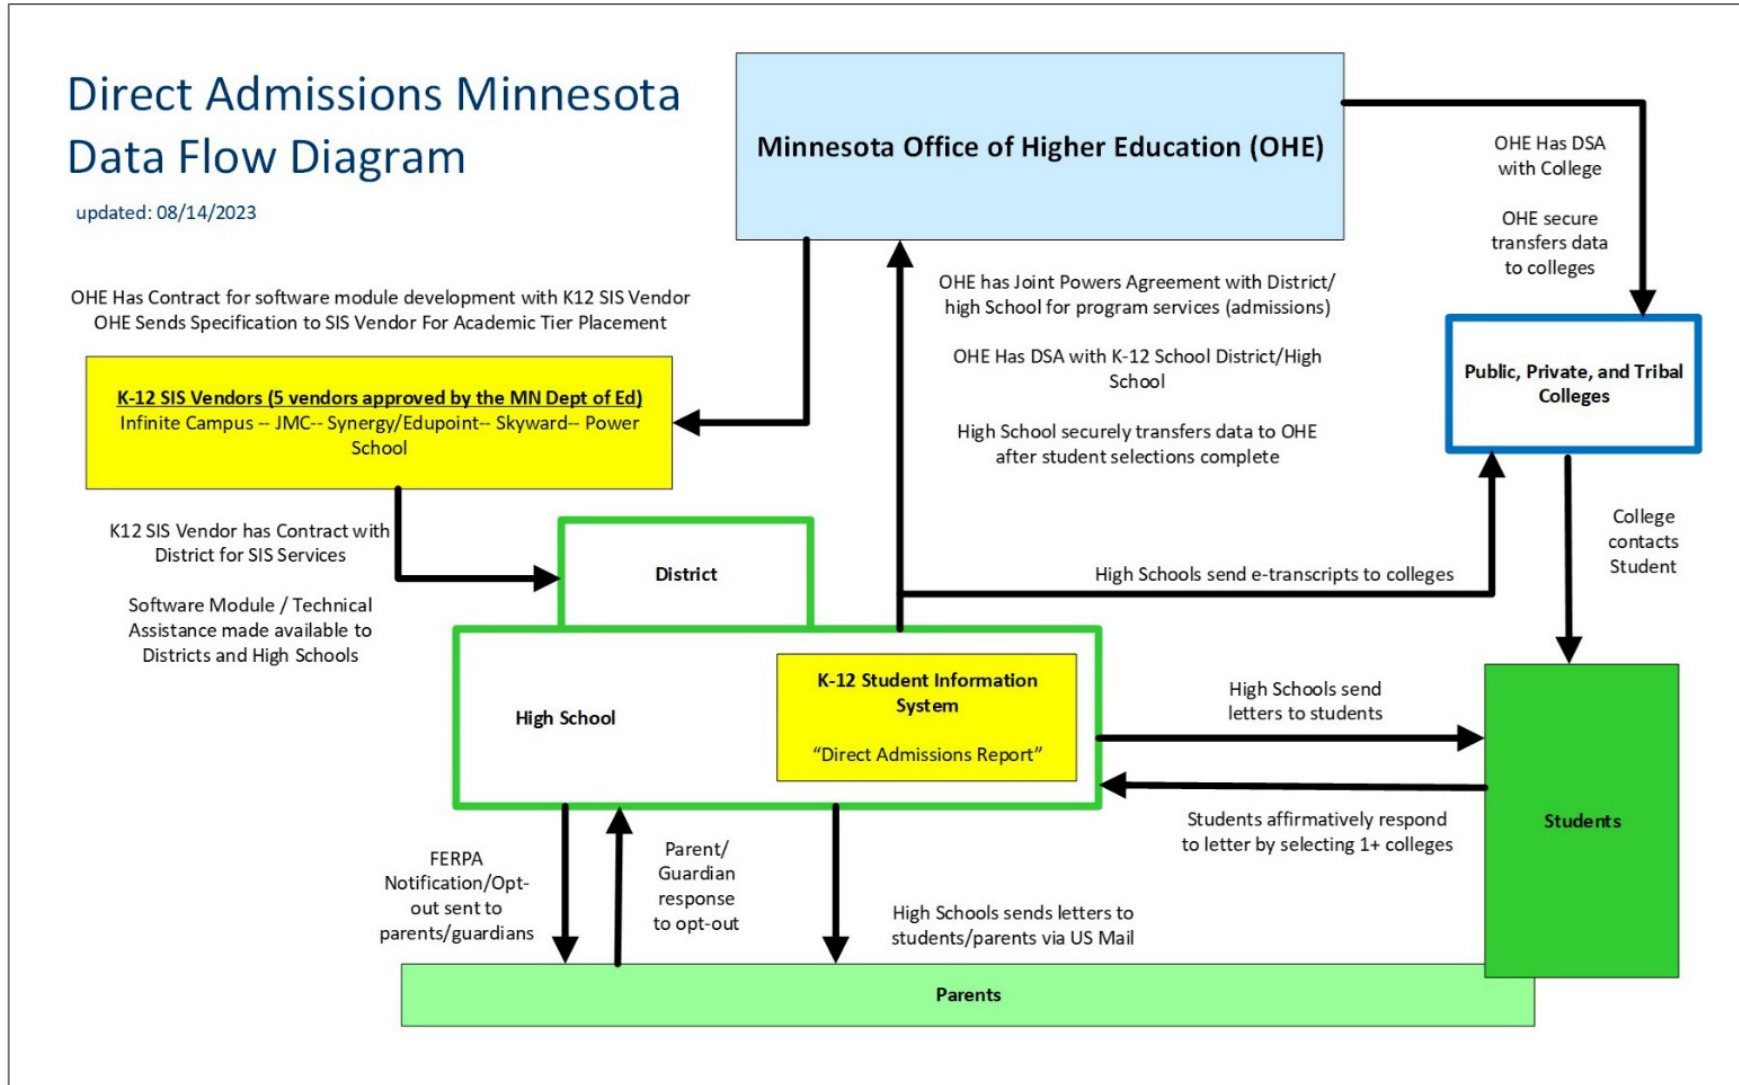 Direct Admissions Minnesota
Data Flow Diagram
updated: 08/14/2023
Minnesota Office of Higher Education (OHE)
OHE Has DSA
with College
OHE secure
transfers data
to colleges
OHE Has Contract for software module development with K12 SIS Vendor
OHE Sends Specification to SIS Vendor For Academic Tier Placement
OHE has Joint Powers Agreement with District/
high School for program services (admissions)
OHE Has DSA with K-12 School District/High
School
High School securely transfers data to OHE
after student selections complete
K-12 SIS Vendors (5 vendors approved by the MN Dept of Ed)
Infinite Campus -- JMC-- Synergy/Edupoint-- Skyward-- Power
School
Public, Private, and Tribal
Colleges
K12 SIS Vendor has Contract with
District for SIS Services
Software Module / Technical
Assistance made available to
Districts and High Schools
District
High Schools send e-transcripts to colleges
College
contacts
Student
High School
K-12 Student Information
System
“Direct Admissions Report”
High Schools send
letters to students
Students affirmatively respond
to letter by selecting 1+ colleges
Students
FERPA
Notification/Opt-
out sent to
parents/guardians
Parent/
Guardian
response
to opt-out
High Schools sends letters to
students/parents via US Mail
Parents